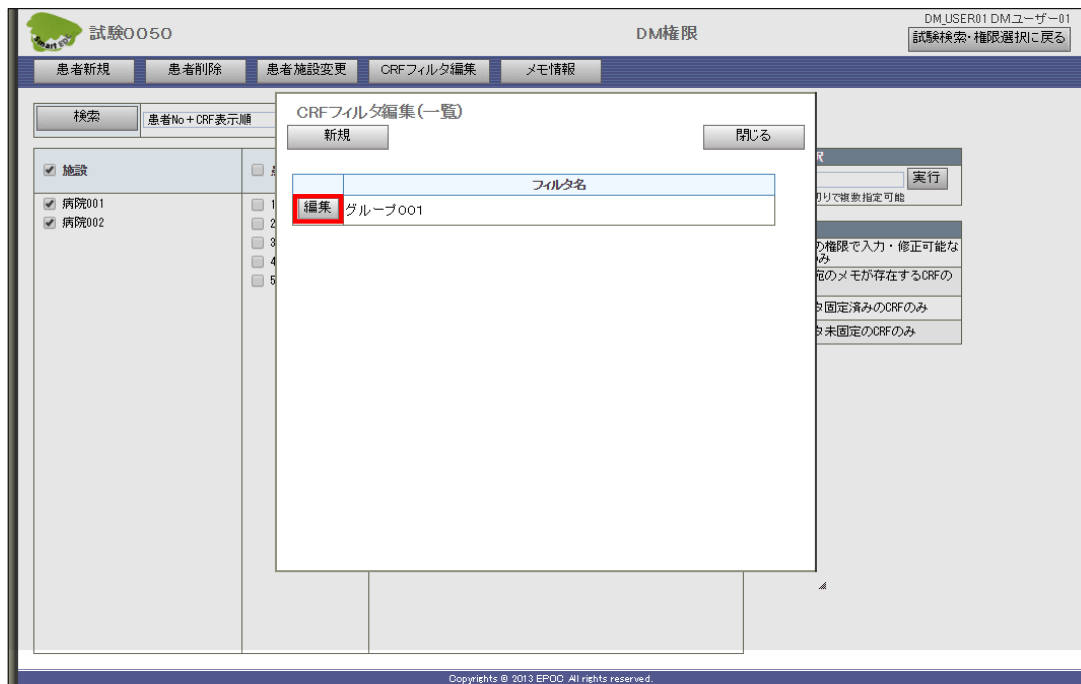 DM_USER01 DMユーザー01
Smart EDC
試験0050
DM権限
試験検索・権限選択に戻る
患者新規
患者削除
患者施設変更
CRFフィルタ編集
メモ情報
検索
患者No+CRF表示順
CRFフィルタ編集(一覧)
新規
閉じる
フィルタ名
編集
グループ001
施設
病院001
病院002
1
2
3
4
5
実行
切りで複数指定可能
の権限で入力・修正可能な
のみ
宛のメモが存在するCRFの
タ固定済みのCRFのみ
タ未固定のCRFのみ
Copyrights © 2013 EPOC All rights reserved.